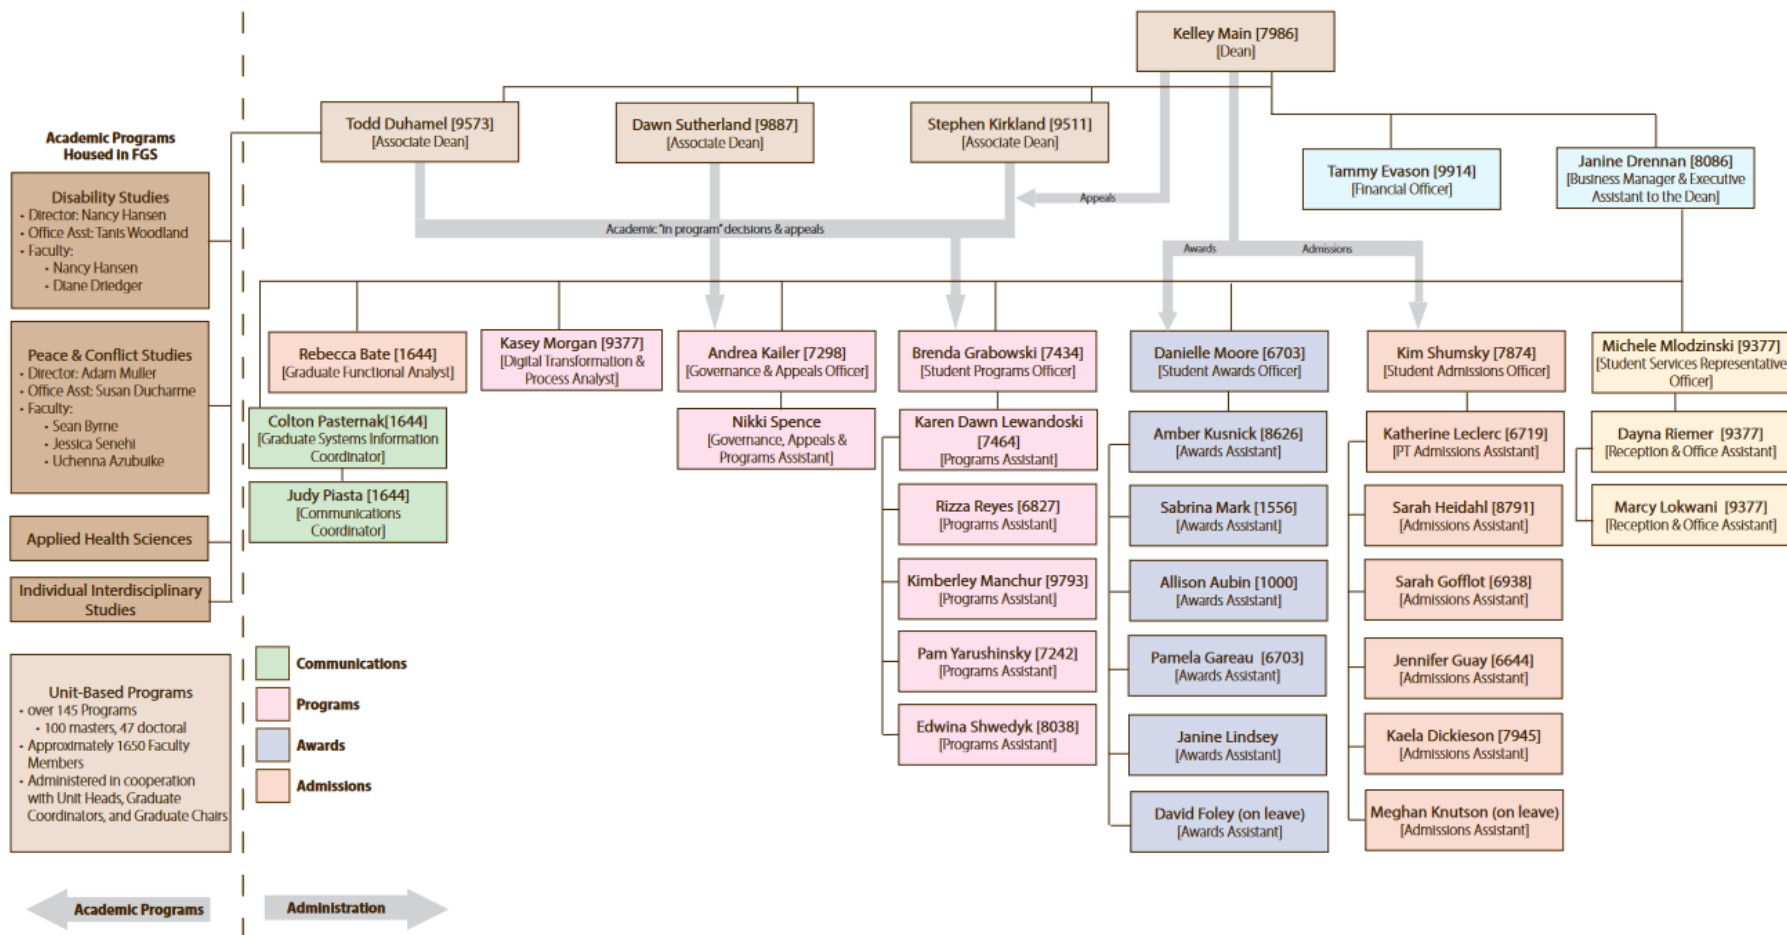 Kelley Main [7986]
[Dean]
Todd Duhamel [9573]
[Associate Dean]
Dawn Sutherland [9887]
[Associate Dean]
Stephen Kirkland [9511]
[Associate Dean]
Tammy Evason [9914]
[Financial Officer]
Janine Drennan [8086]
[Business Manager & Executive
Assistant to the Dean]
Appeals
Academic "in program" decisions & appeals
Awards
Admissions
Academic Programs
Housed in FGS
Disability Studies
• Director: Nancy Hansen
• Office Asst: Tanis Woodland
• Faculty:
• Nancy Hansen
• Diane Driedger
Peace & Conflict Studies
• Director: Adam Muller
• Office Asst: Susan Ducharme
• Faculty:
• Sean Byrne
• Jessica Senehi
• Uchenna Azubuike
Applied Health Sciences
Individual Interdisciplinary
Studies
Unit-Based Programs
• over 145 Programs
• 100 masters, 47 doctoral
• Approximately 1650 Faculty
Members
• Administered in cooperation
with Unit Heads, Graduate
Coordinators, and Graduate Chairs
Rebecca Bate [1644]
[Graduate Functional Analyst]
Colton Pasternak[1644]
[Graduate Systems Information
Coordinator]
Judy Piasta [1644]
[Communications
Coordinator]
Kasey Morgan [9377]
[Digital Transformation &
Process Analyst]
Andrea Kailer [7298]
[Governance & Appeals Officer]
Nikki Spence
[Governance, Appeals &
Programs Assistant]
Brenda Grabowski [7434]
[Student Programs Officer]
Karen Dawn Lewandoski
[7464]
[Programs Assistant]
Rizza Reyes [6827]
[Programs Assistant]
Kimberley Manchur [9793]
[Programs Assistant]
Pam Yarushinsky [7242]
[Programs Assistant]
Edwina Shwedyk [8038]
[Programs Assistant]
Danielle Moore [6703]
[Student Awards Officer]
Amber Kusnick [8626]
[Awards Assistant]
Sabrina Mark [1556]
[Awards Assistant]
Allison Aubin [1000]
[Awards Assistant]
Pamela Gareau [6703]
[Awards Assistant]
Janine Lindsey
[Awards Assistant]
David Foley (on leave)
[Awards Assistant]
Kim Shumsky [7874]
[Student Admissions Officer]
Katherine Leclerc [6719]
[PT Admissions Assistant]
Sarah Heidahl [8791]
[Admissions Assistant]
Sarah Gofflot [6938]
[Admissions Assistant]
Jennifer Guay [6644]
[Admissions Assistant]
Kaela Dickieson [7945]
[Admissions Assistant]
Meghan Knutson (on leave)
[Admissions Assistant]
Michele Mlodzinski [9377]
[Student Services Representative
Officer]
Dayna Riemer [9377]
[Reception & Office Assistant]
Marcy Lokwani [9377]
[Reception & Office Assistant]
Communications
Programs
Awards
Admissions
Academic Programs
Administration